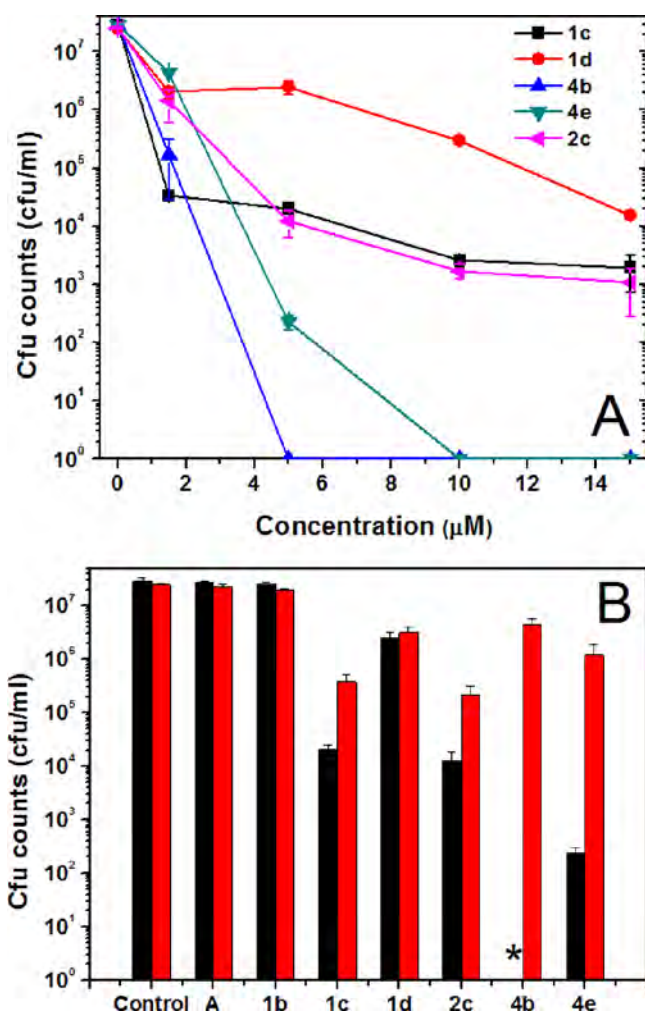 10⁷
10⁶
10⁵
10⁴
10³
10²
10¹
10⁰
Cfu counts (cfu/ml)
1c
1d
4b
4e
2c
A
0 2 4 6 8 10 12 14
Concentration (μM)
10⁷
10⁶
10⁵
10⁴
10³
10²
10¹
10⁰
Cfu counts (cfu/ml)
B
*
Control A 1b 1c 1d 2c 4b 4e